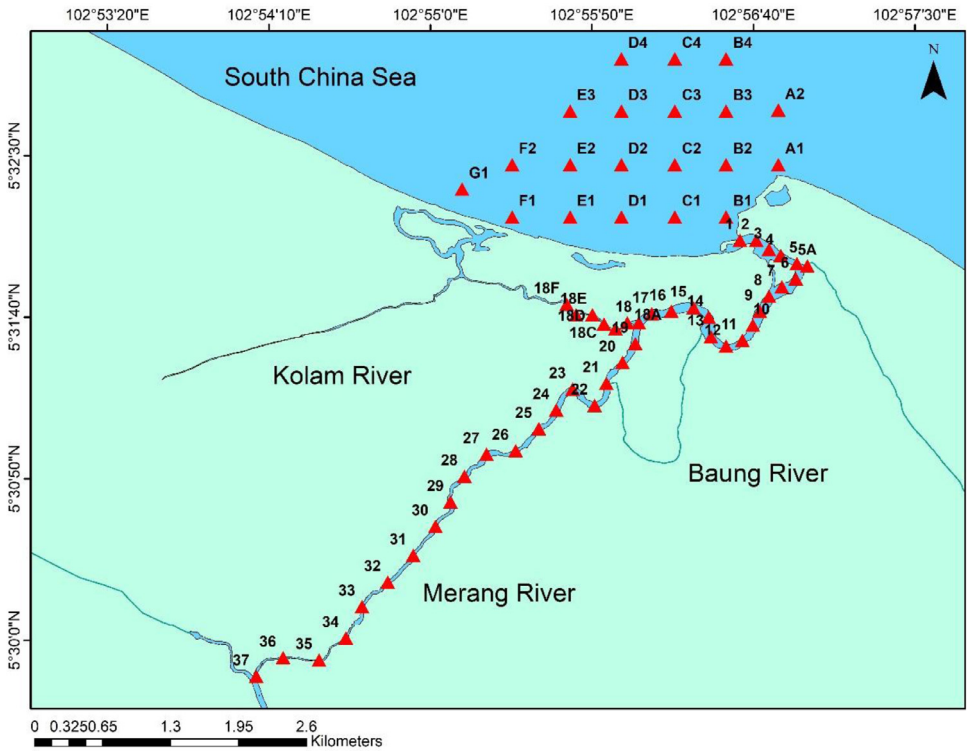 102°53'20"E 102°54'10"E 102°55'0"E 102°55'50"E 102°56'40"E 102°57'30"E
D4 C4 B4
N
South China Sea
E3 D3 C3 B3 A2
5°32'30"N
F2 E2 D2 C2 B2 A1
G1
F1 E1 D1 C1 B1
1 2 3 4 5 5A
6
7
8
9
10
11
12
13
14
15
16
17
18
18A
18C
18D
18E
18F
19
20
21
22
23
24
25
26
27
28
29
30
31
32
33
34
35
36
37
5°31'40"N
Kolam River
5°30'50"N
Baung River
Merang River
5°30'0"N
0 0.325 0.65 1.3 1.95 2.6
Kilometers